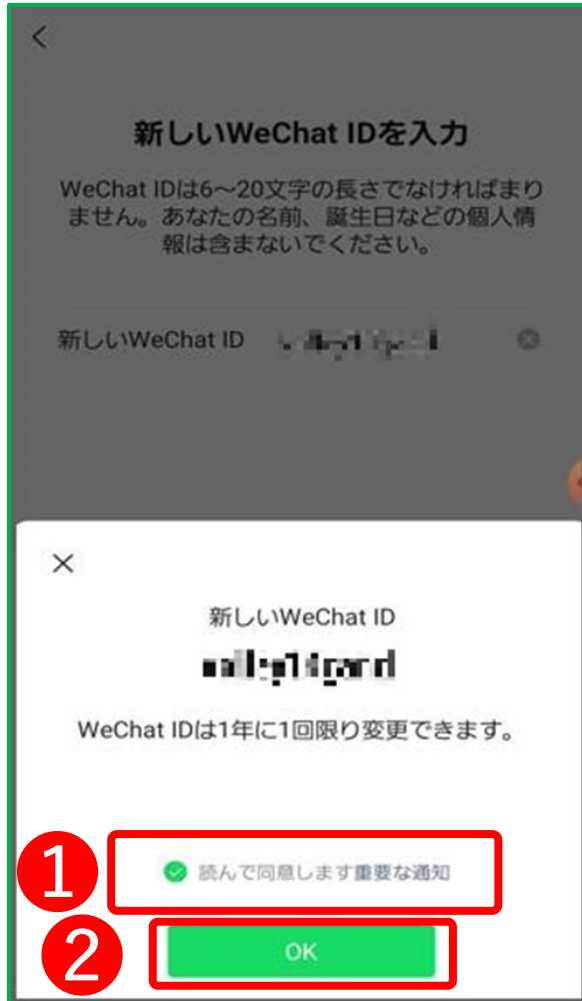 新しいWeChat IDを入力
WeChat IDは6～20文字の長さでなければまり
ません。あなたの名前、誕生日などの個人情
報は含まないでください。
新しいWeChat ID
新しいWeChat ID
WeChat IDは1年に1回限り変更できます。
1
読んで同意します重要な通知
2
OK